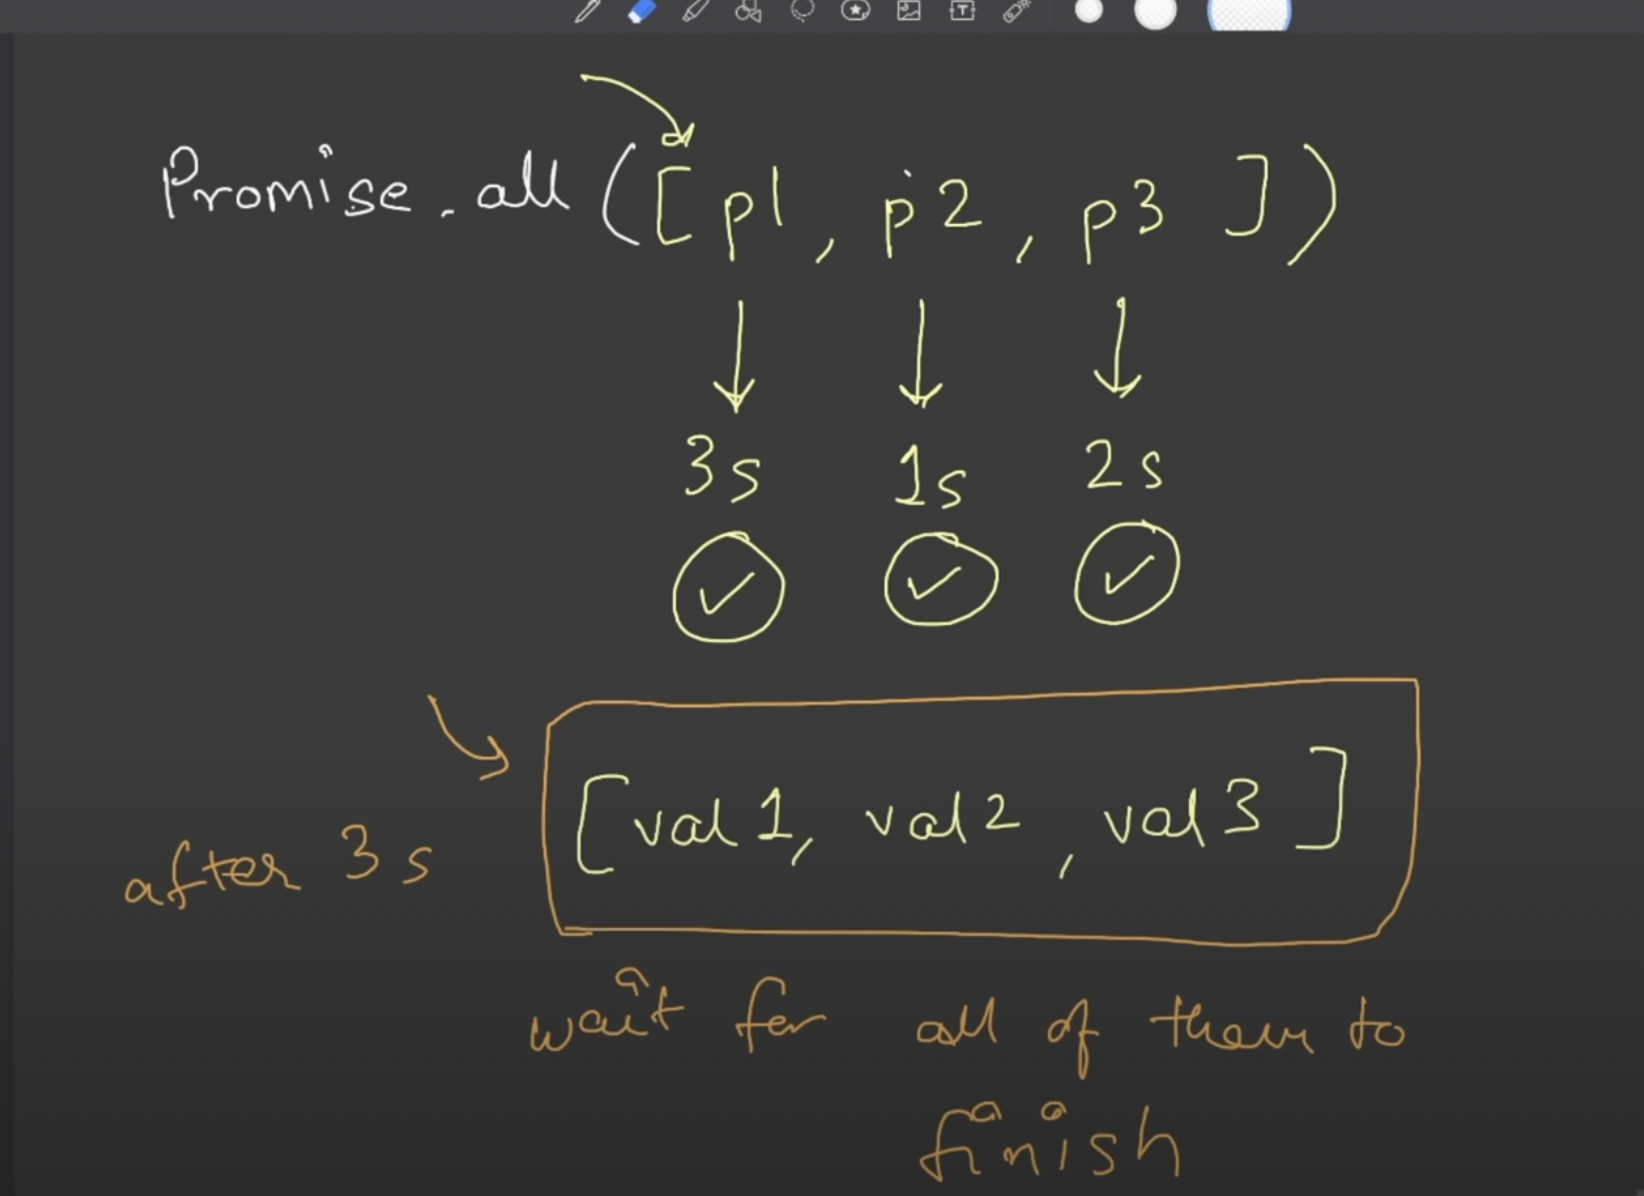 Promise.all([p1, p2, p3])
3s 1s 2s
[val1, val2, val3]
after 3s
wait for all of them to
finish